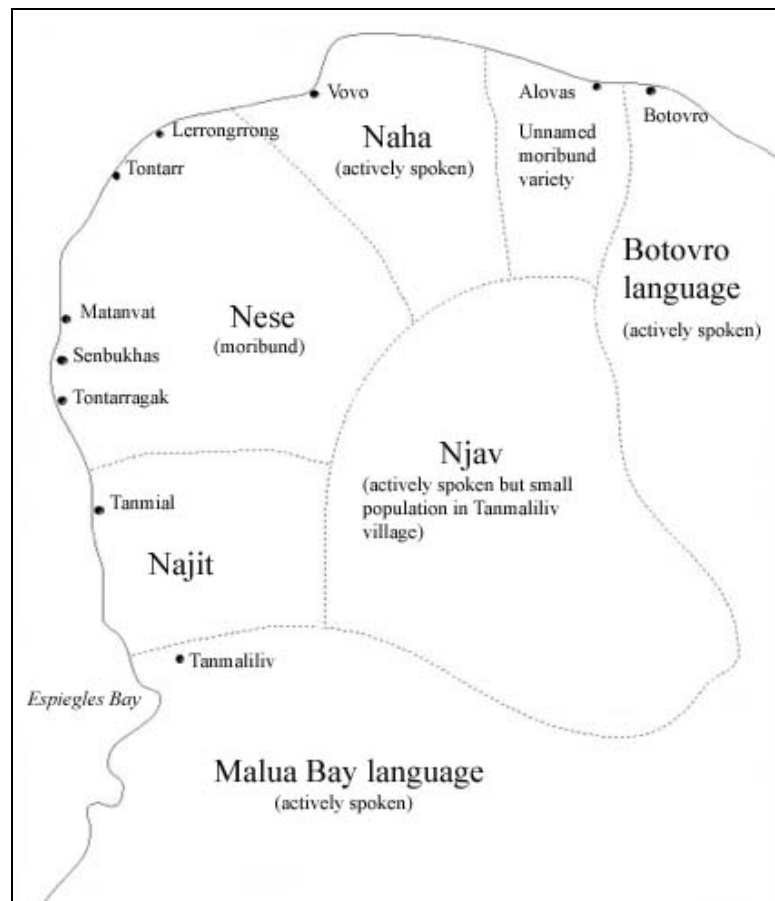 Vovo
Alovas
Botovro
Lerrongrrong
Naha
(actively spoken)
Unnamed
moribund
variety
Tontarr
Botovro
language
(actively spoken)
Matanvat
Nese
(moribund)
Senbukhas
Tontarragak
Njav
(actively spoken but small
population in Tanmaliliv
village)
Tanmial
Najit
Tanmaliliv
Espiegles Bay
Malua Bay language
(actively spoken)